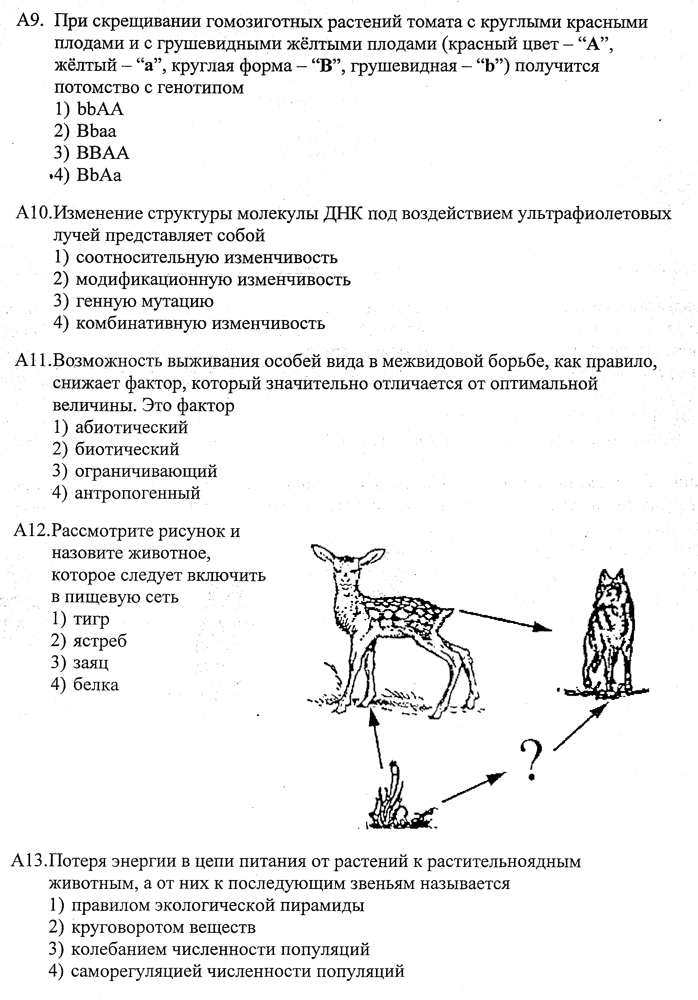 А9. При скрещивании гомозиготных растений томата с круглыми красными
плодами и с грушевидными жёлтыми плодами (красный цвет – “А”,
жёлтый – “а”, круглая форма – “В”, грушевидная – “b”) получится
потомство с генотипом
1) bbAA
2) Bbaa
3) BBAA
4) BbAa
А10.Изменение структуры молекулы ДНК под воздействием ультрафиолетовых
лучей представляет собой
1) соотносительную изменчивость
2) модификационную изменчивость
3) генную мутацию
4) комбинативную изменчивость
А11.Возможность выживания особей вида в межвидовой борьбе, как правило,
снижает фактор, который значительно отличается от оптимальной
величины. Это фактор
1) абиотический
2) биотический
3) ограничивающий
4) антропогенный
А12.Рассмотрите рисунок и
назовите животное,
которое следует включить
в пищевую сеть
1) тигр
2) ястреб
3) заяц
4) белка
?
А13.Потеря энергии в цепи питания от растений к растительноядным
животным, а от них к последующим звеньям называется
1) правилом экологической пирамиды
2) круговоротом веществ
3) колебанием численности популяций
4) саморегуляцией численности популяций